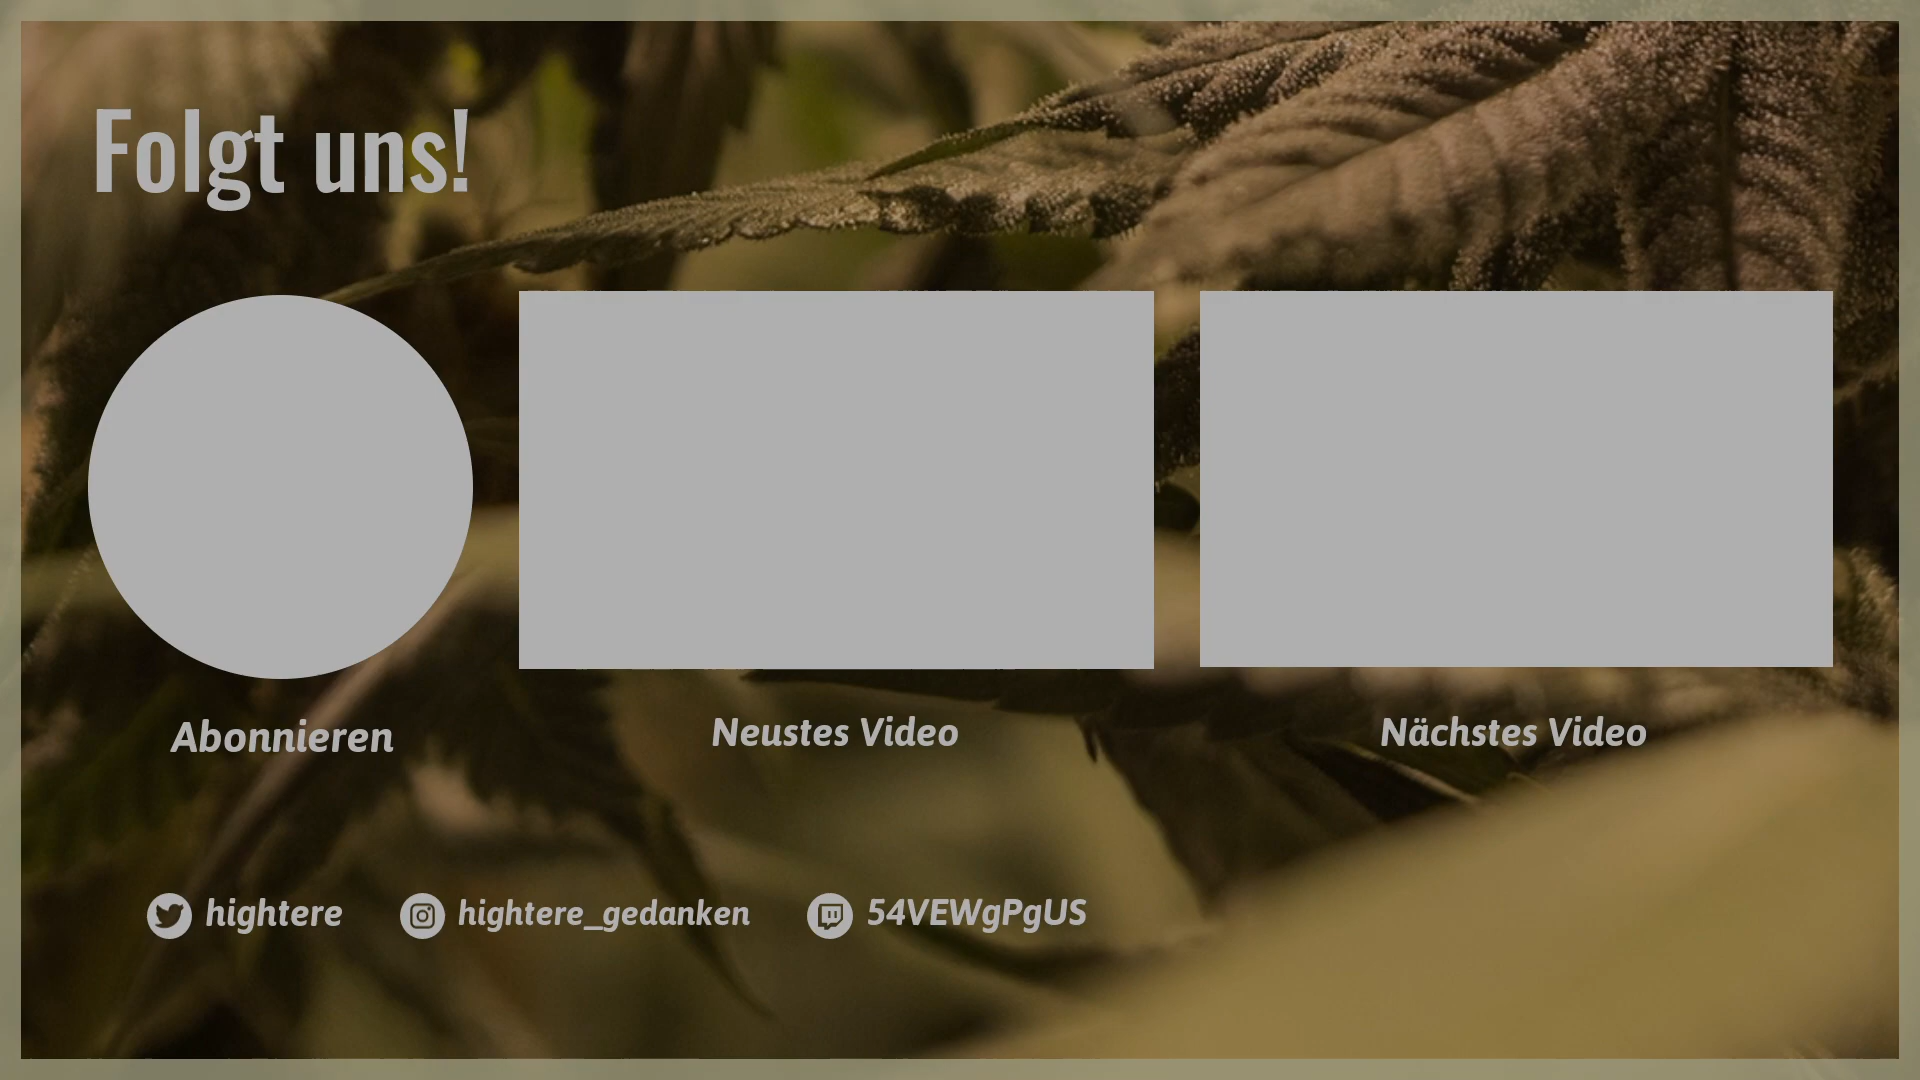 Folgt uns!
Abonnieren
Neustes Video
Nächstes Video
hightere
hightere_gedanken
54VEWgPgUS